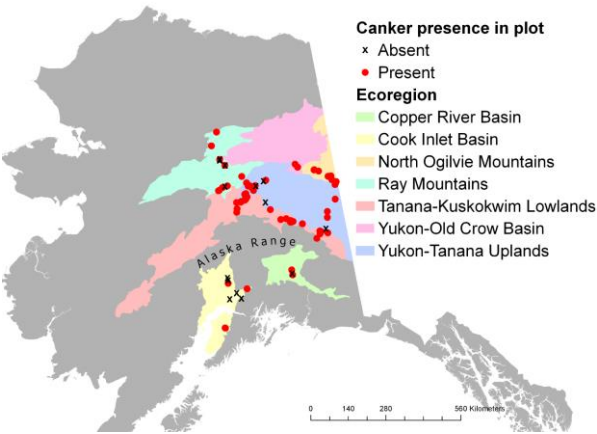 Canker presence in plot
x Absent
Present
Ecoregion
Copper River Basin
Cook Inlet Basin
North Ogilvie Mountains
Ray Mountains
Tanana-Kuskokwim Lowlands
Yukon-Old Crow Basin
Yukon-Tanana Uplands
Alaska Range
0 140 280 560 Kilometers